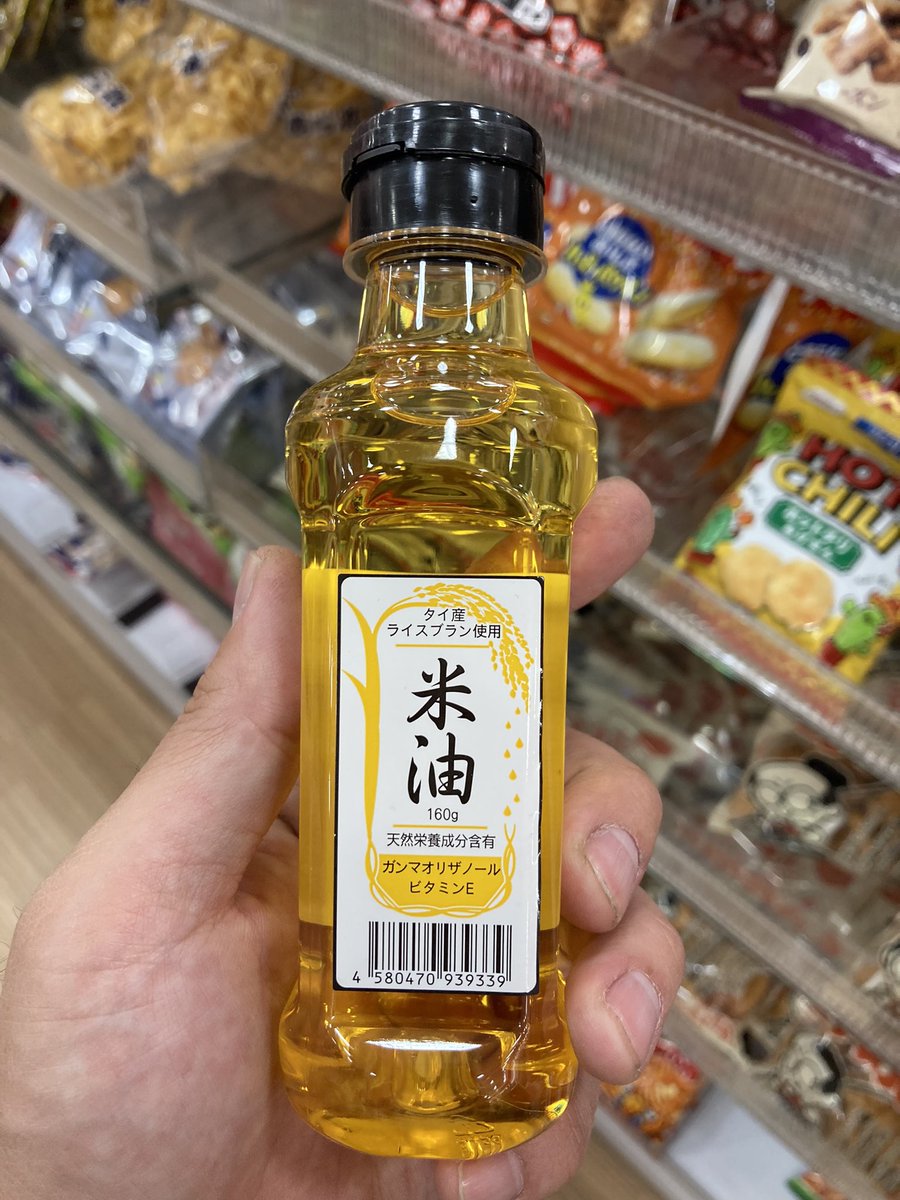 タイ産
ライスブラン使用
米油
160g
天然栄養成分含有
ガンマオリザノール
ビタミンE
4 580470 939339
HOT
CHILI